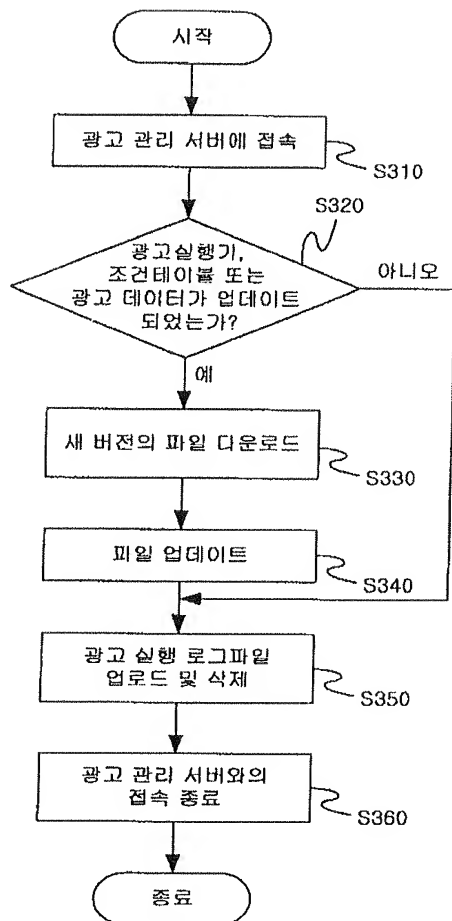 시작
광고 관리 서버에 접속
S310
S320
광고실행기,
조건테이블 또는
광고 데이터가 업데이트
되었는가?
아니오
예
새 버전의 파일 다운로드
S330
피일 업데이트
S340
광고 실행 로그파일
업로드 및 삭제
S350
광고 관리 서버와의
접속 종료
S360
종료